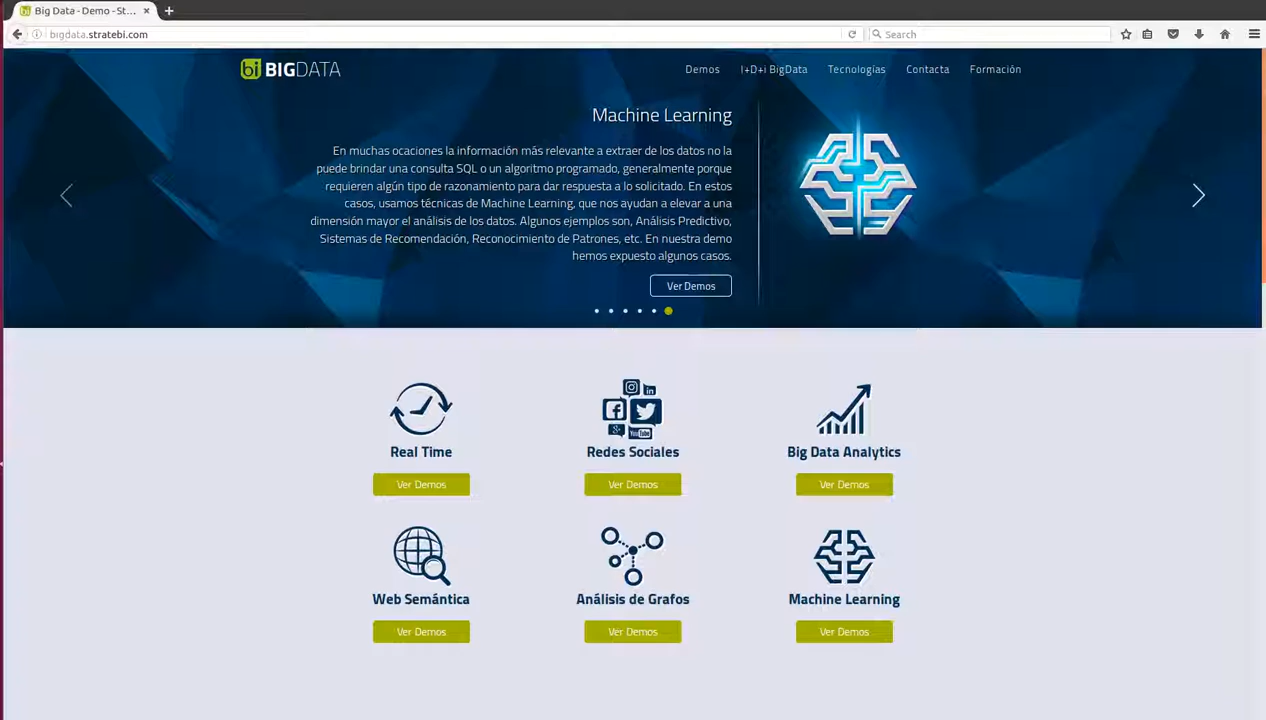 Big Data - Demo - St...
bigdata.stratebi.com
Search
bi BIGDATA
Demos I+D+i BigData Tecnologías Contacta Formación
Machine Learning
En muchas ocaciones la información más relevante a extraer de los datos no la
puede brindar una consulta SQL o un algoritmo programado, generalmente porque
requieren algún tipo de razonamiento para dar respuesta a lo solicitado. En estos
casos, usamos técnicas de Machine Learning, que nos ayudan a elevar a una
dimensión mayor el análisis de los datos. Algunos ejemplos son, Análisis Predictivo,
Sistemas de Recomendación, Reconocimiento de Patrones, etc. En nuestra demo
hemos expuesto algunos casos.
Ver Demos
Real Time Redes Sociales Big Data Analytics
Ver Demos Ver Demos Ver Demos
Web Semántica Análisis de Grafos Machine Learning
Ver Demos Ver Demos Ver Demos